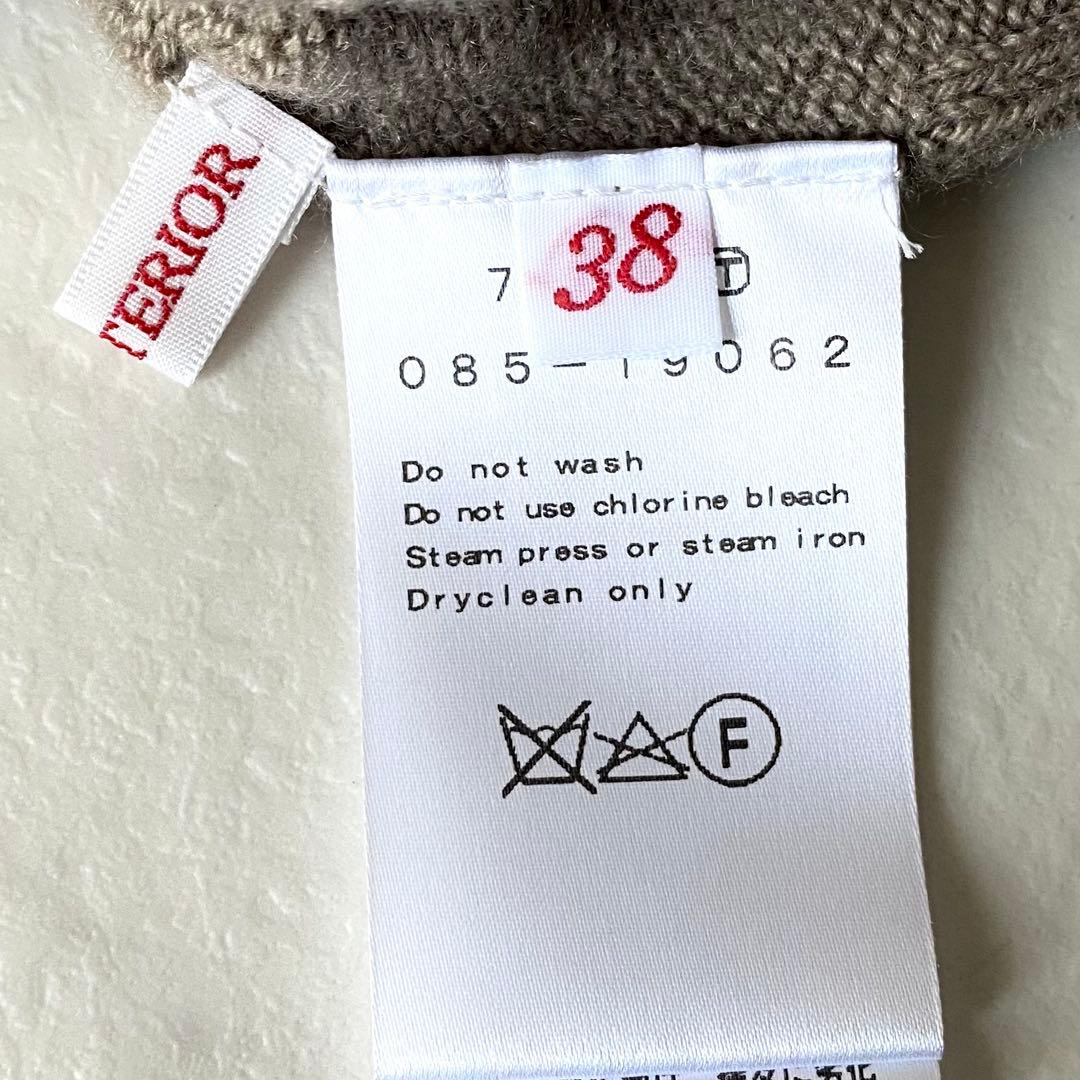 TERIOR
38
7 T
085-19062
Do not wash
Do not use chlorine bleach
Steam press or steam iron
Dryclean only
F